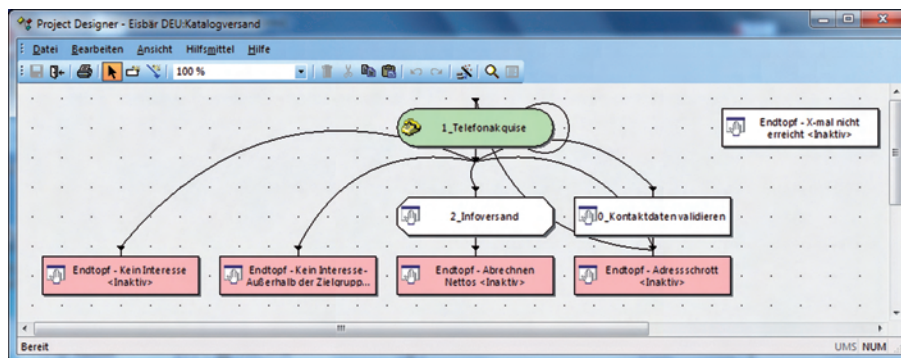 Project Designer - Eisbär DEU:Katalogversand
Datei Bearbeiten Ansicht Hilfsmittel Hilfe
100 %
1_Telefonakquise
Endtopf - X-mal nicht
erreicht <Inaktiv>
2_Infoversand
0_Kontaktdaten validieren
Endtopf - Kein Interesse
<Inaktiv>
Endtopf - Kein Interesse-
Außerhalb der Zielgrupp...
Endtopf - Abrechnen
Nettos <Inaktiv>
Endtopf - Adressschrott
<Inaktiv>
Bereit
UMS NUM